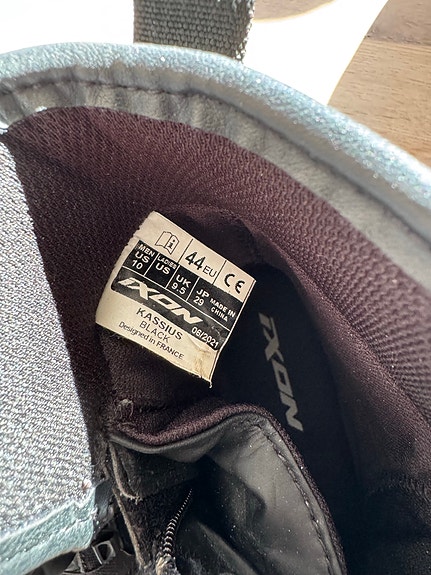 44 EU
CE
MEN US 10
LADIES US
UK 9.5
JP 29
MADE IN CHINA
iXON
08/2021
KASSIUS
BLACK
Designed in FRANCE
iXON